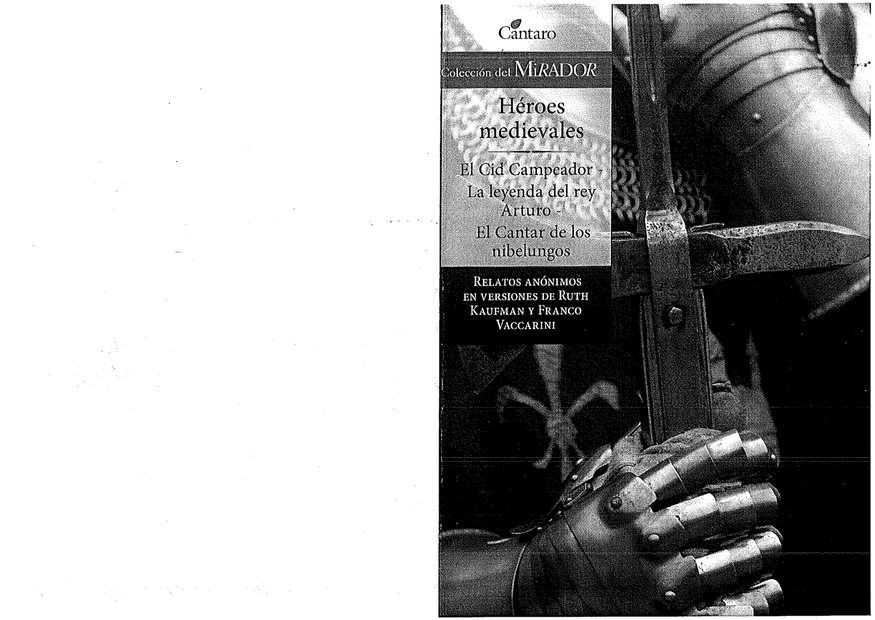 Cántaro
Colección del MiRADOR
Héroes
medievales
El Cid Campeador -
La leyenda del rey
Arturo -
El Cantar de los
nibelungos
RELATOS ANÓNIMOS
EN VERSIONES DE RUTH
KAUFMAN Y FRANCO
VACCARINI